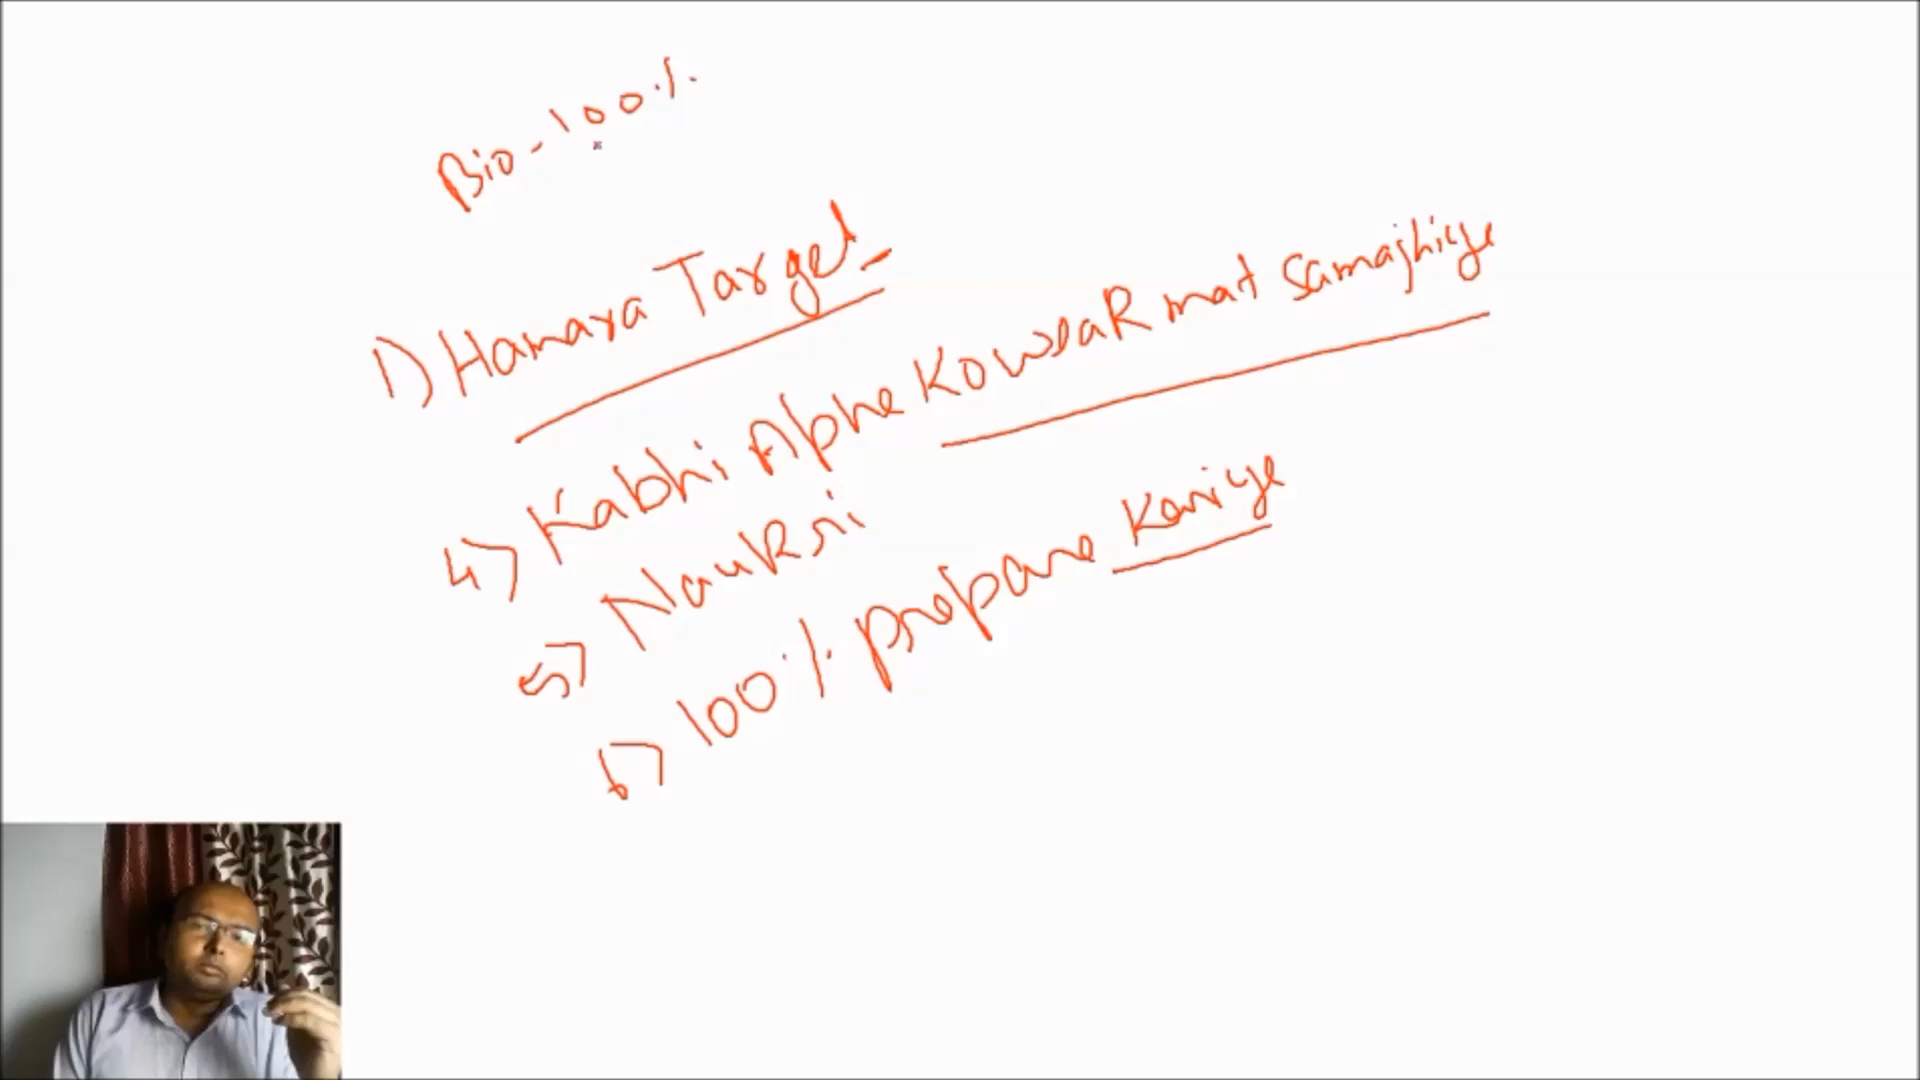 Bio - 100%
1) Hamara Target
4) Kabhi Apne Ko weaK mat Samajhiye
5) Naukri
6) 100% prepare Kariye